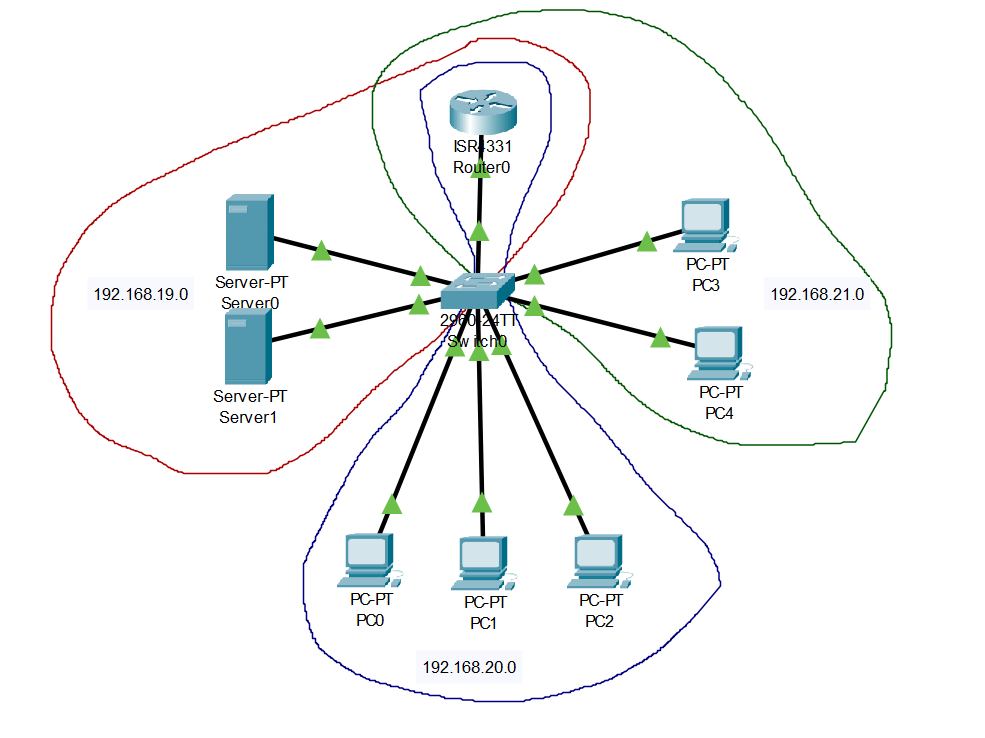 ISR4331
Router0
Server-PT
Server0
192.168.19.0
Server-PT
Server1
PC-PT
PC3
192.168.21.0
2960-24TT
Switch0
PC-PT
PC4
PC-PT
PC0
PC-PT
PC1
PC-PT
PC2
192.168.20.0